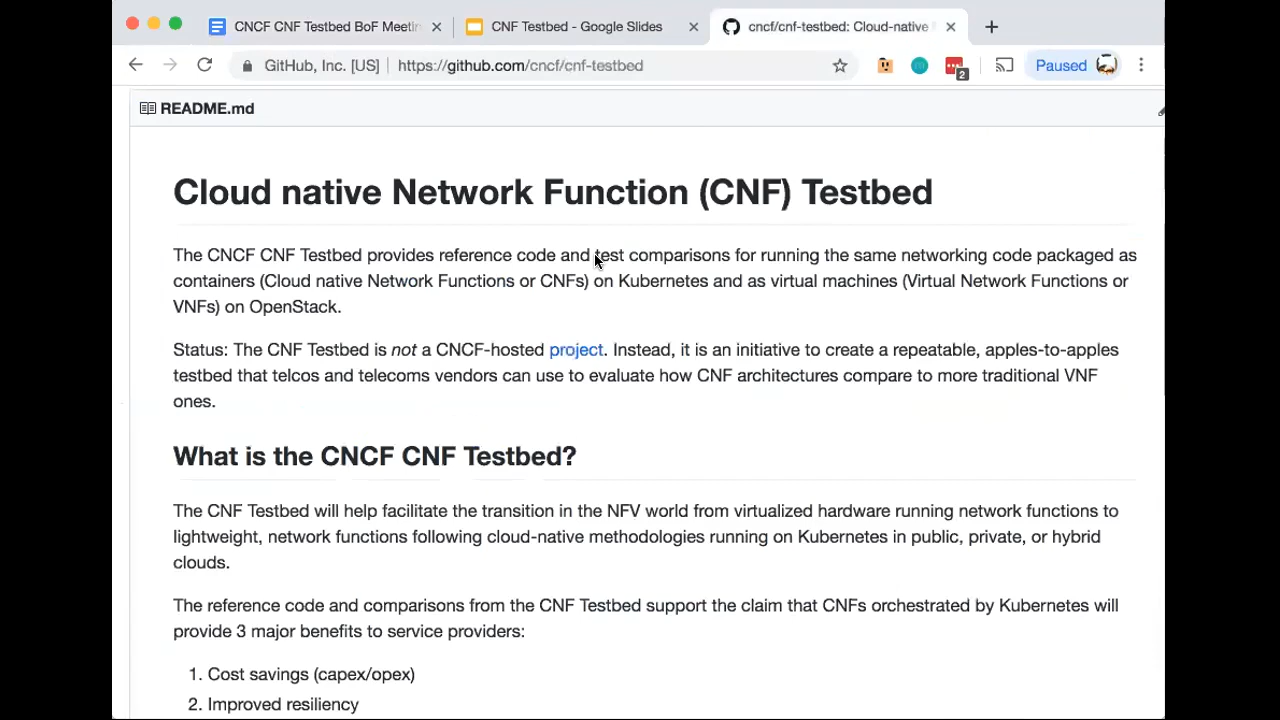 CNCF CNF Testbed BoF Meetin
CNF Testbed - Google Slides
cncf/cnf-testbed: Cloud-native
GitHub, Inc. [US]
https://github.com/cncf/cnf-testbed
2
Paused
README.md
Cloud native Network Function (CNF) Testbed
The CNCF CNF Testbed provides reference code and test comparisons for running the same networking code packaged as
containers (Cloud native Network Functions or CNFs) on Kubernetes and as virtual machines (Virtual Network Functions or
VNFs) on OpenStack.
Status: The CNF Testbed is not a CNCF-hosted project. Instead, it is an initiative to create a repeatable, apples-to-apples
testbed that telcos and telecoms vendors can use to evaluate how CNF architectures compare to more traditional VNF
ones.
What is the CNCF CNF Testbed?
The CNF Testbed will help facilitate the transition in the NFV world from virtualized hardware running network functions to
lightweight, network functions following cloud-native methodologies running on Kubernetes in public, private, or hybrid
clouds.
The reference code and comparisons from the CNF Testbed support the claim that CNFs orchestrated by Kubernetes will
provide 3 major benefits to service providers:
1. Cost savings (capex/opex)
2. Improved resiliency